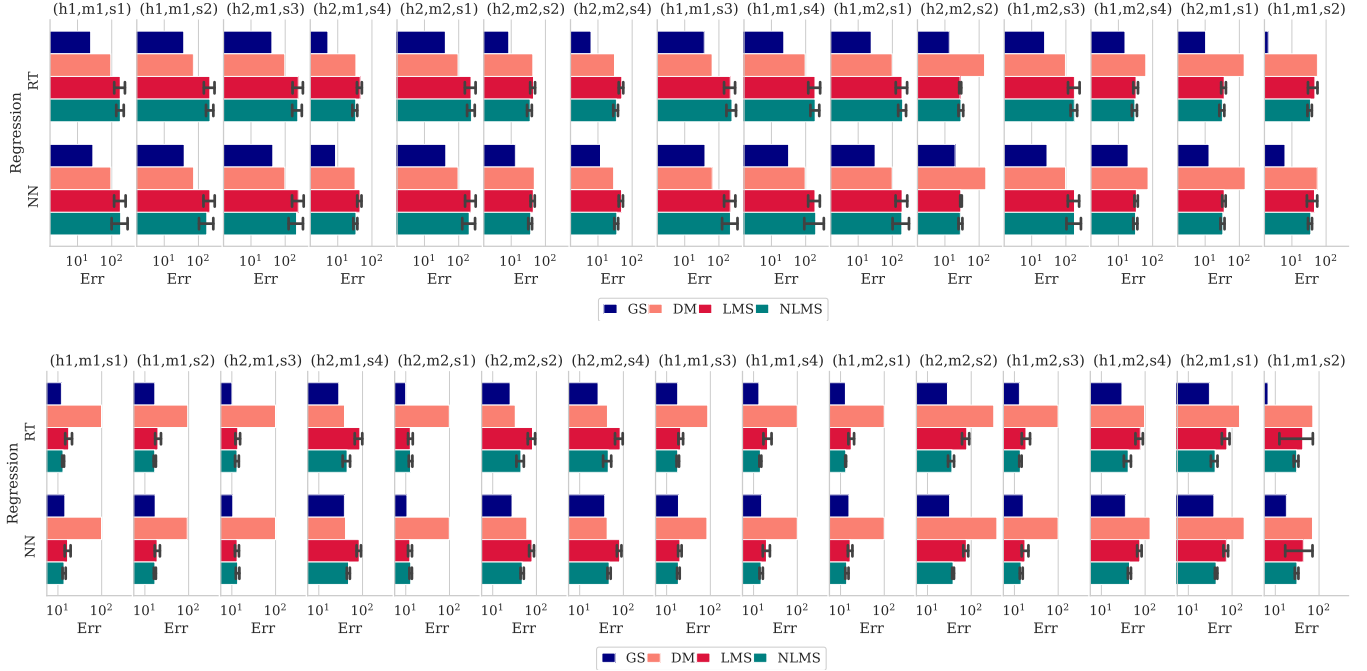 (h1,m1,s1) (h1,m1,s2) (h2,m1,s3) (h2,m1,s4) (h2,m2,s1) (h2,m2,s2) (h2,m2,s4) (h1,m1,s3) (h1,m1,s4) (h1,m2,s1) (h2,m2,s2) (h1,m2,s3) (h1,m2,s4) (h2,m1,s1) (h1,m1,s2)
RT
Regression
NN
10¹ 10² 10¹ 10² 10¹ 10² 10¹ 10² 10¹ 10² 10¹ 10² 10¹ 10² 10¹ 10² 10¹ 10² 10¹ 10² 10¹ 10² 10¹ 10² 10¹ 10² 10¹ 10² 10¹ 10²
Err Err Err Err Err Err Err Err Err Err Err Err Err Err Err
GS DM LMS NLMS
(h1,m1,s1) (h1,m1,s2) (h2,m1,s3) (h2,m1,s4) (h2,m2,s1) (h2,m2,s2) (h2,m2,s4) (h1,m1,s3) (h1,m1,s4) (h1,m2,s1) (h2,m2,s2) (h1,m2,s3) (h1,m2,s4) (h2,m1,s1) (h1,m1,s2)
RT
Regression
NN
10¹ 10² 10¹ 10² 10¹ 10² 10¹ 10² 10¹ 10² 10¹ 10² 10¹ 10² 10¹ 10² 10¹ 10² 10¹ 10² 10¹ 10² 10¹ 10² 10¹ 10² 10¹ 10² 10¹ 10²
Err Err Err Err Err Err Err Err Err Err Err Err Err Err Err
GS DM LMS NLMS